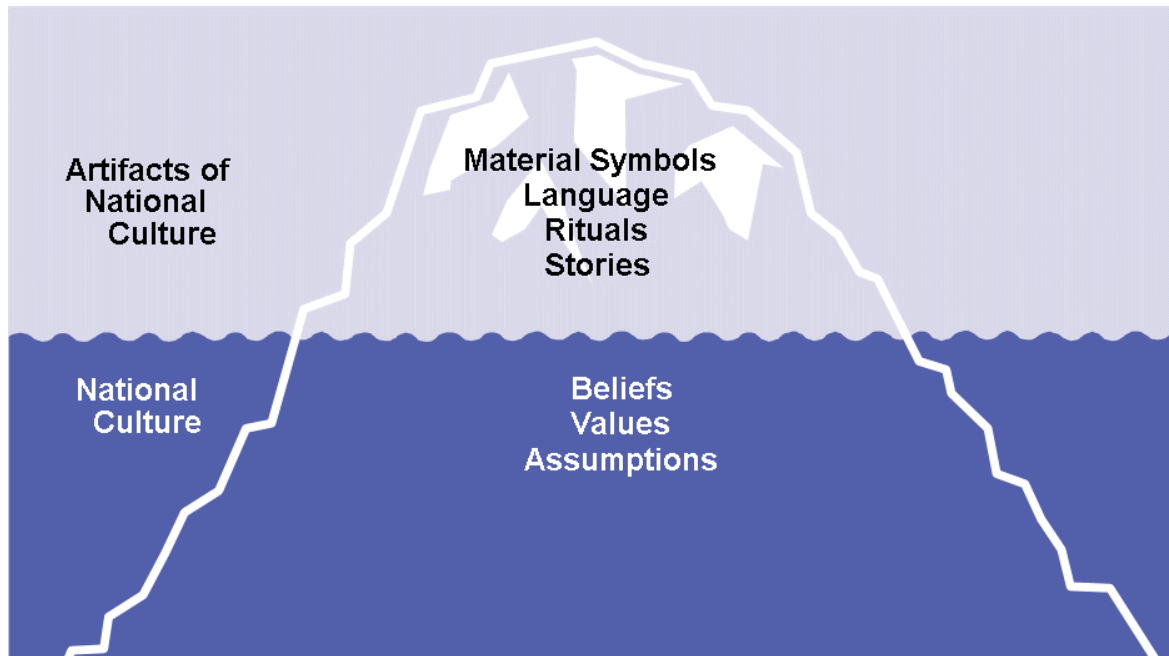 Artifacts of
National
Culture
Material Symbols
Language
Rituals
Stories
National
Culture
Beliefs
Values
Assumptions